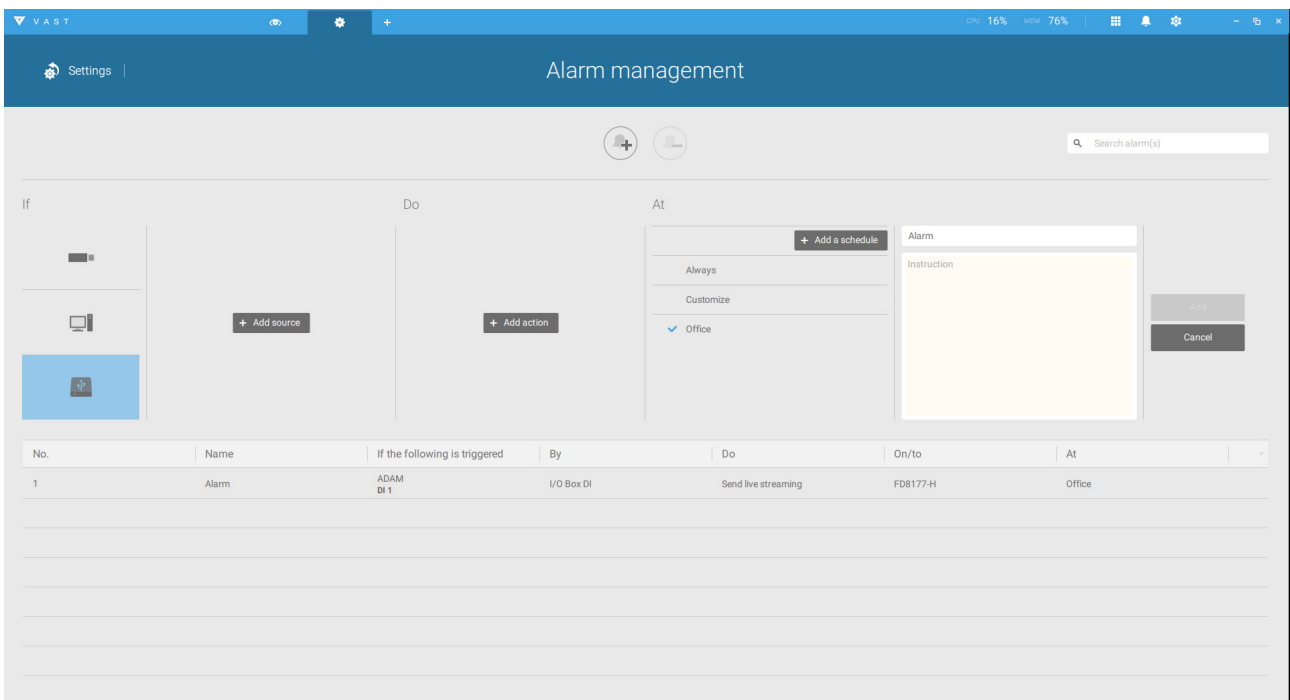 VAST
CPU 16% MEM 76%
Settings
Alarm management
Search alarm(s)
If
Do
At
+ Add source
+ Add action
+ Add a schedule
Always
Customize
Office
Alarm
Instruction
Add
Cancel
No. Name If the following is triggered By Do On/to At
1 Alarm ADAM I/O Box DI Send live streaming FD8177-H Office
DI 1